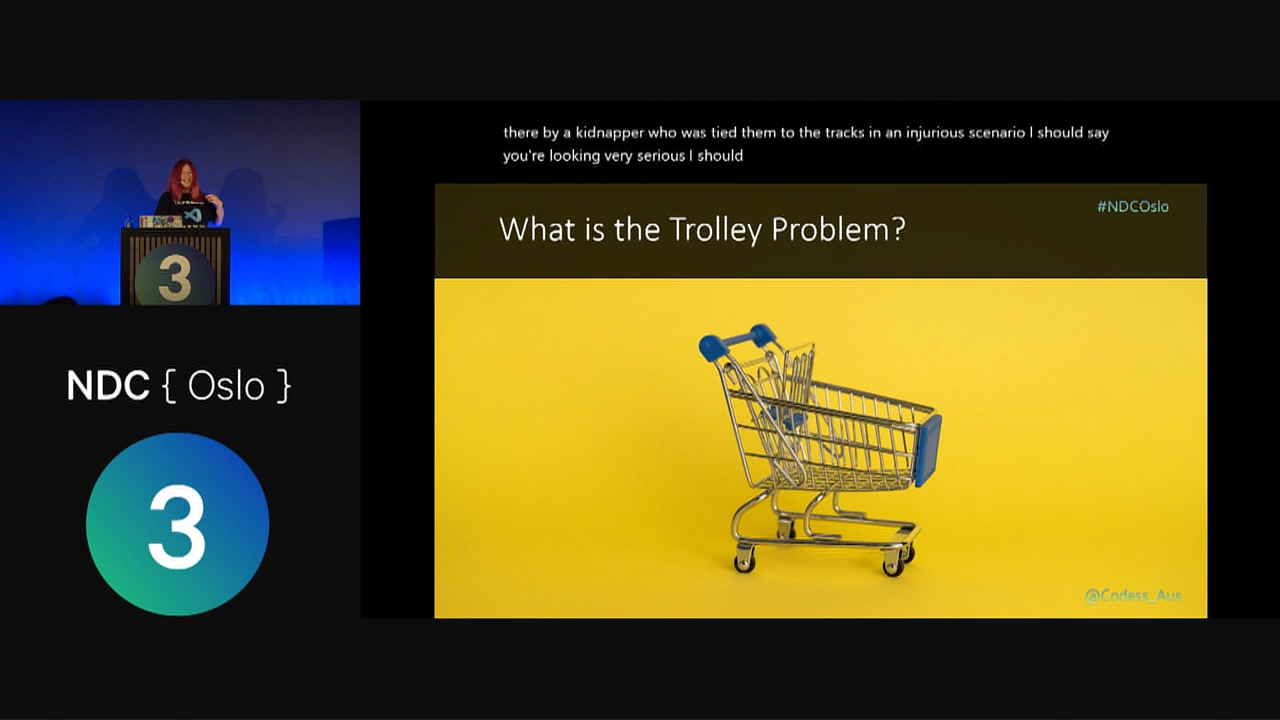 there by a kidnapper who was tied them to the tracks in an injurious scenario I should say
you're looking very serious I should
#NDCOslo
What is the Trolley Problem?
3
NDC { Oslo }
3
@Codess_Aus